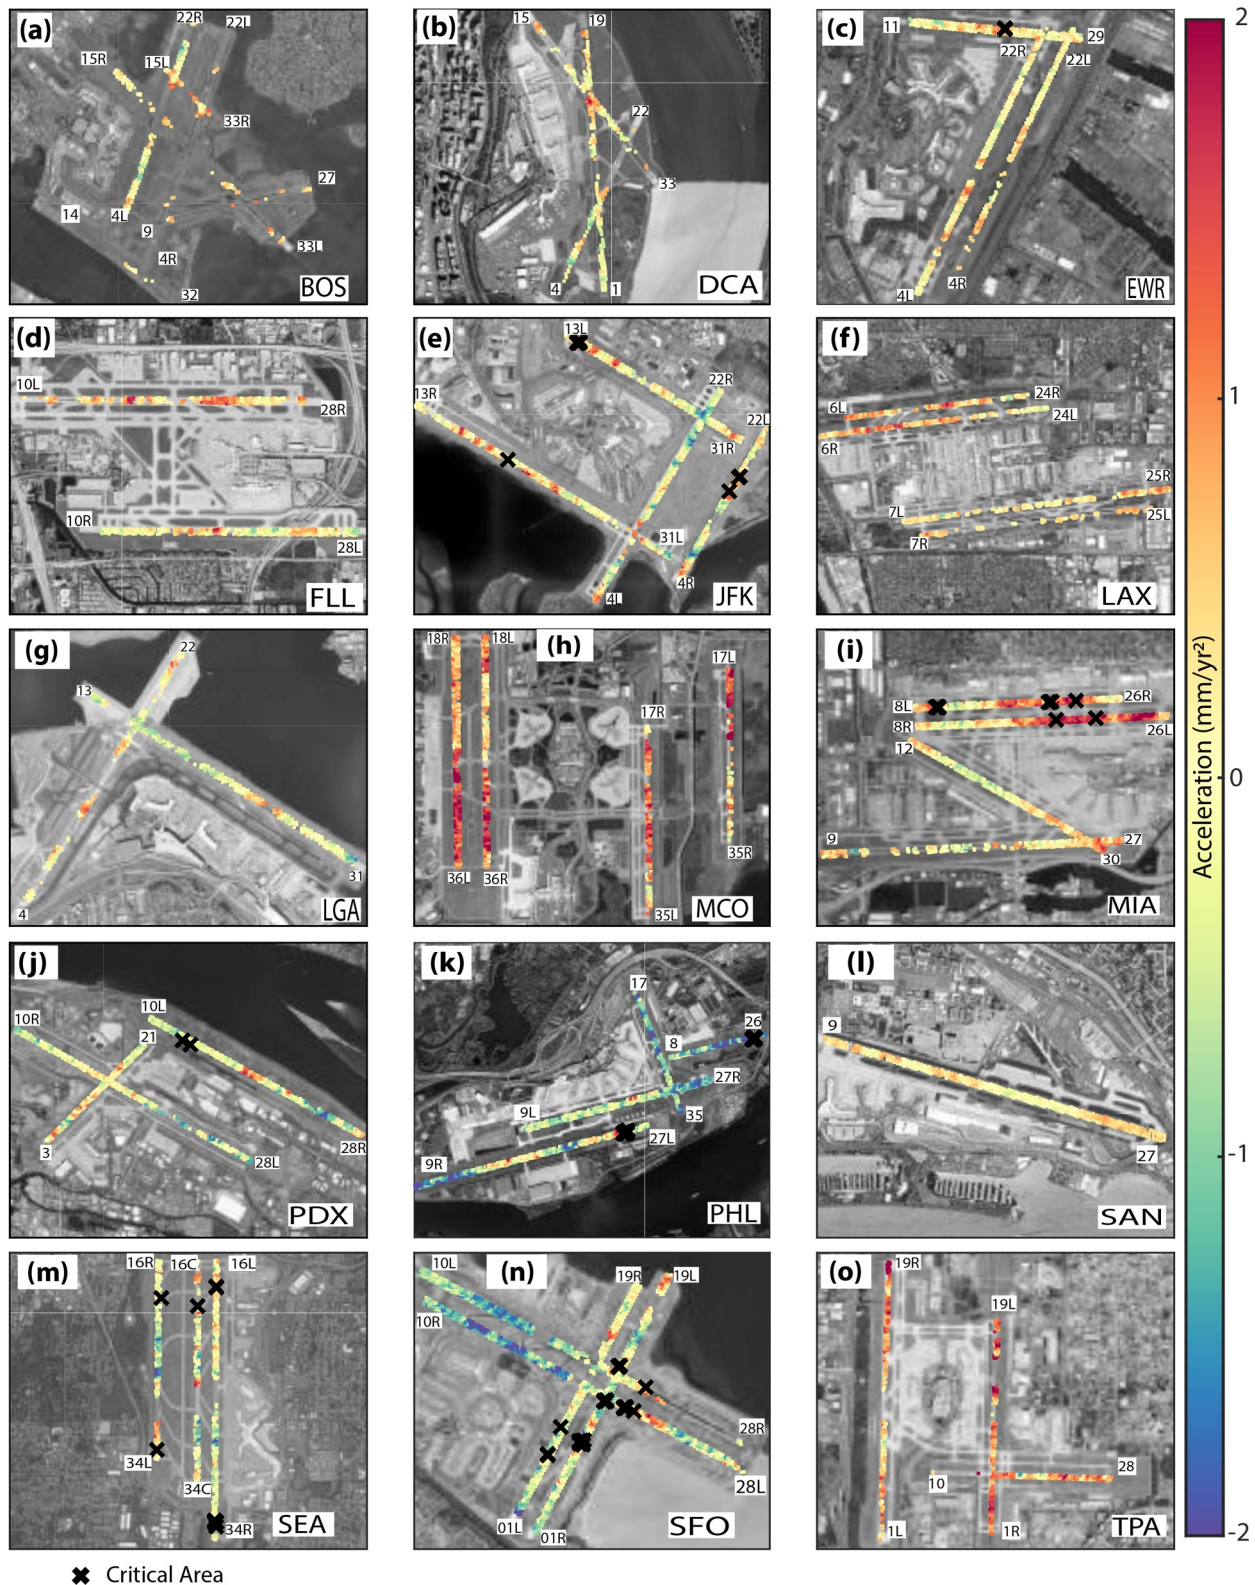 (a)
22R
22L
15R
15L
33R
27
14
4L
9
33L
4R
32
BOS
(b)
15
19
22
33
4
1
DCA
(c)
11
29
22R
22L
4R
4L
EWR
(d)
10L
28R
10R
28L
FLL
(e)
13L
22R
13R
22L
31R
31L
4R
4L
JFK
(f)
24R
6L
24L
6R
25R
7L
25L
7R
LAX
(g)
22
13
31
4
LGA
(h)
18R
18L
17L
17R
35R
36L
36R
35L
MCO
(i)
26R
8L
8R
26L
12
9
27
30
MIA
(j)
10L
10R
21
3
28R
28L
PDX
(k)
17
26
8
27R
9L
35
27L
9R
PHL
(l)
9
27
SAN
(m)
16R
16C
16L
34L
34C
34R
SEA
(n)
10L
19R
19L
10R
28R
28L
01L
01R
SFO
(o)
19R
19L
28
10
1L
1R
TPA
2
1
0
-1
-2
Acceleration (mm/yr²)
Critical Area